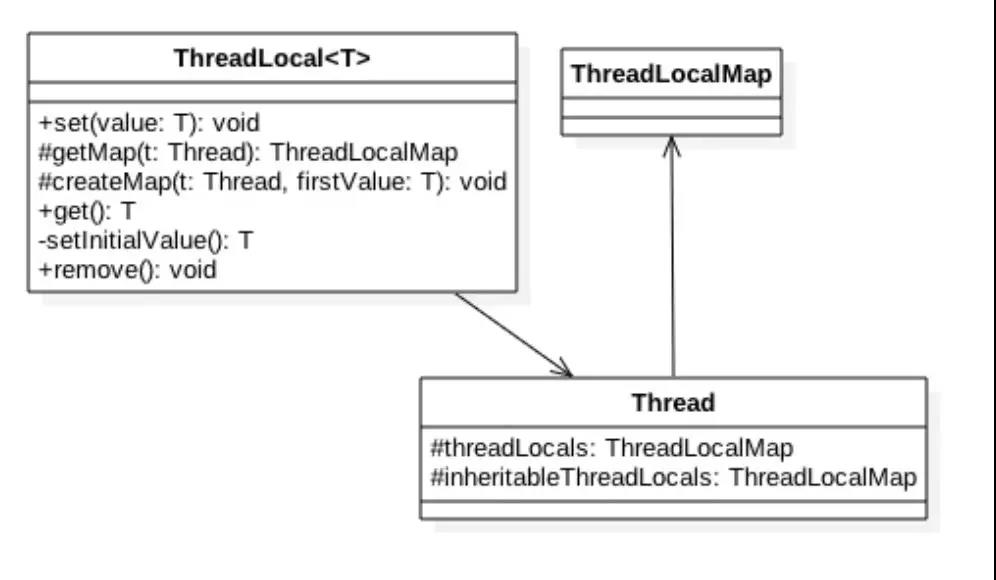 ThreadLocal<T>
+set(value: T): void
#getMap(t: Thread): ThreadLocalMap
#createMap(t: Thread, firstValue: T): void
+get(): T
-setInitialValue(): T
+remove(): void
ThreadLocalMap
Thread
#threadLocals: ThreadLocalMap
#inheritableThreadLocals: ThreadLocalMap